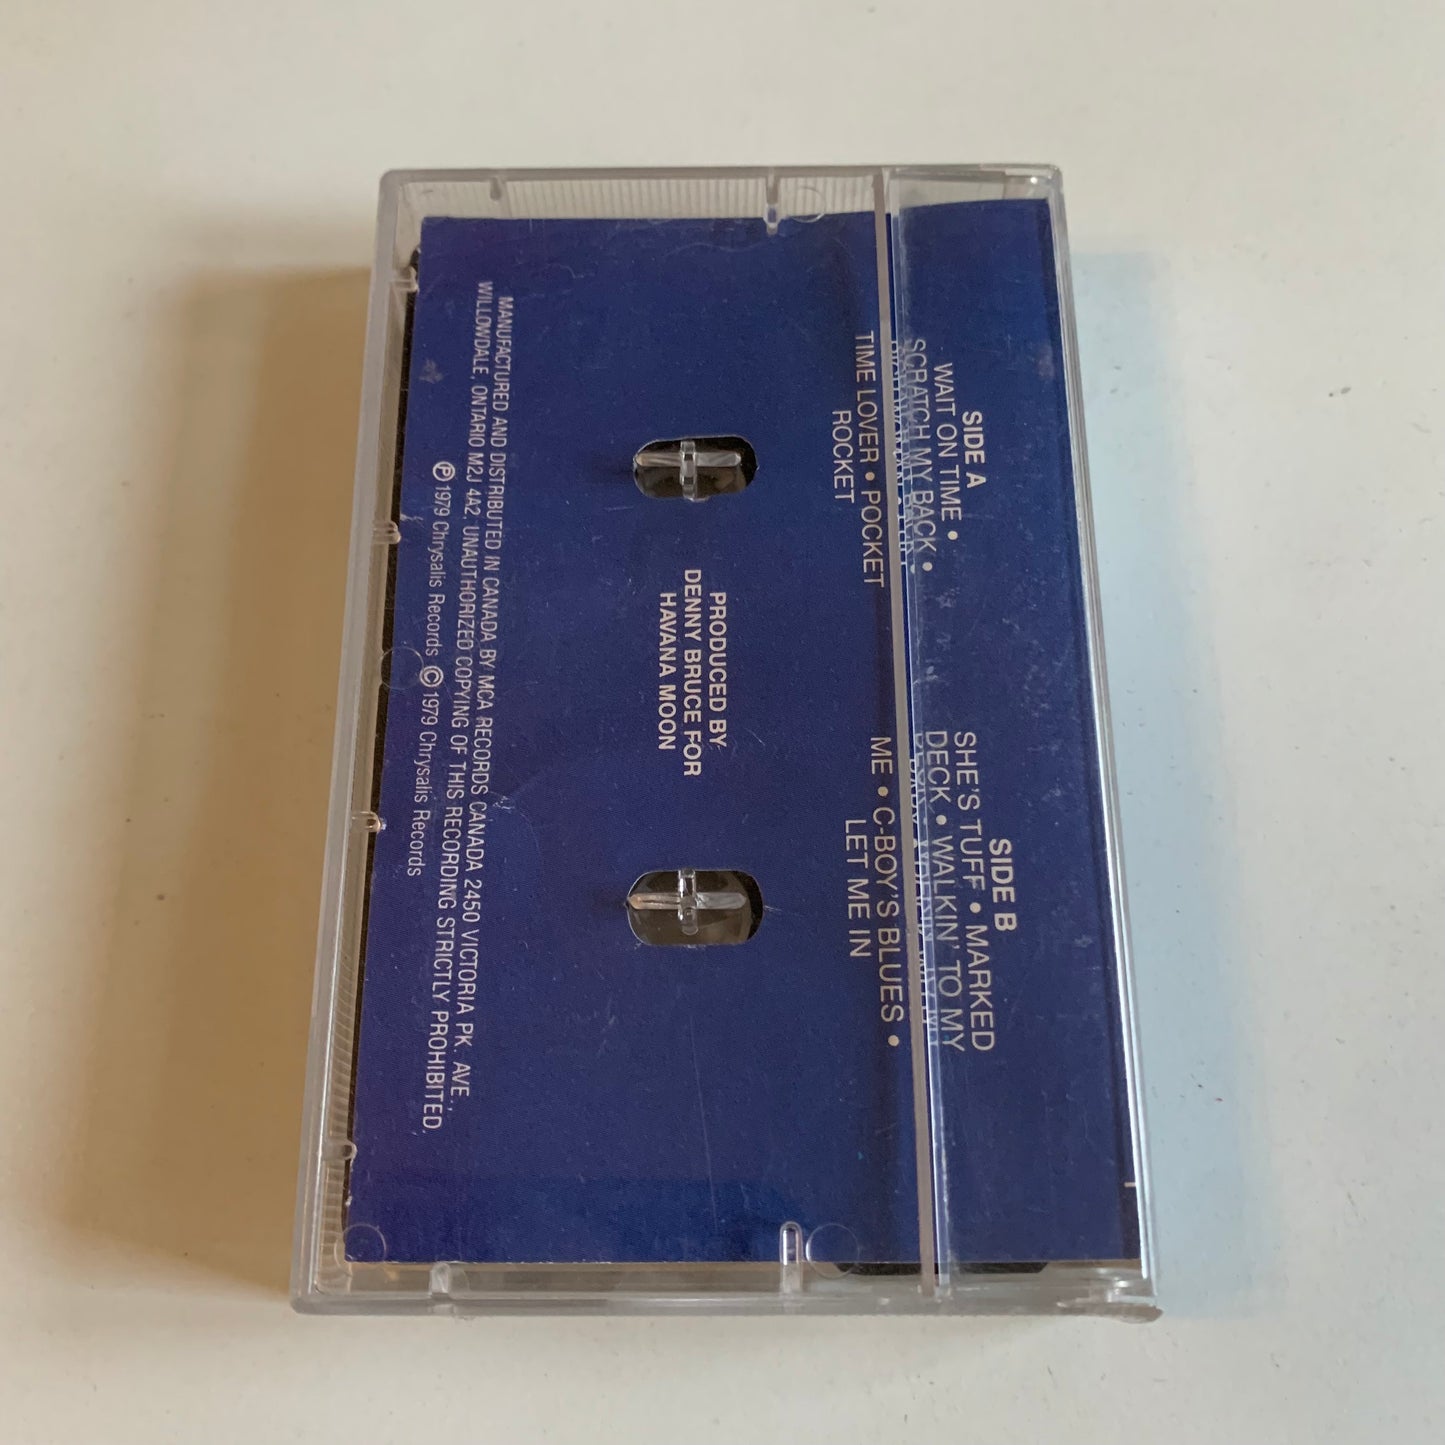 SIDE A
WAIT ON TIME •
SCRATCH MY BACK •
TIME LOVER • POCKET
ROCKET
SIDE B
SHE'S TUFF • MARKED
DECK • WALKIN' TO MY
ME • C-BOY'S BLUES •
LET ME IN
PRODUCED BY
DENNY BRUCE FOR
HAVANA MOON
MANUFACTURED AND DISTRIBUTED IN CANADA BY MCA RECORDS CANADA 2450 VICTORIA PK. AVE.,
WILLOWDALE, ONTARIO M2J 4A2. UNAUTHORIZED COPYING OF THIS RECORDING STRICTLY PROHIBITED.
Ⓟ1979 Chrysalis Records ©1979 Chrysalis Records